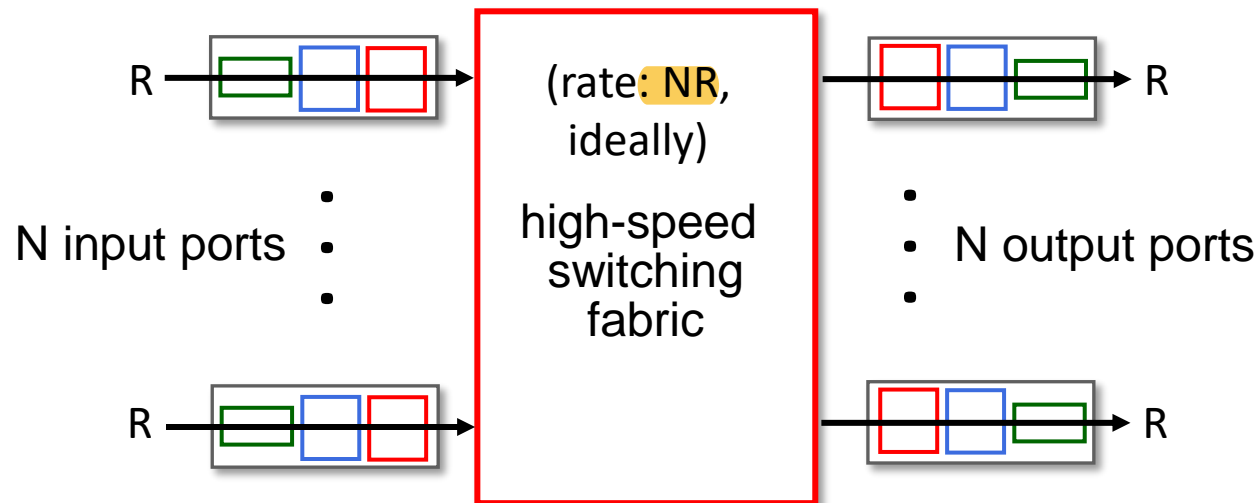 R
(rate: NR,
ideally)
R
N input ports
high-speed
switching
fabric
N output ports
R
R